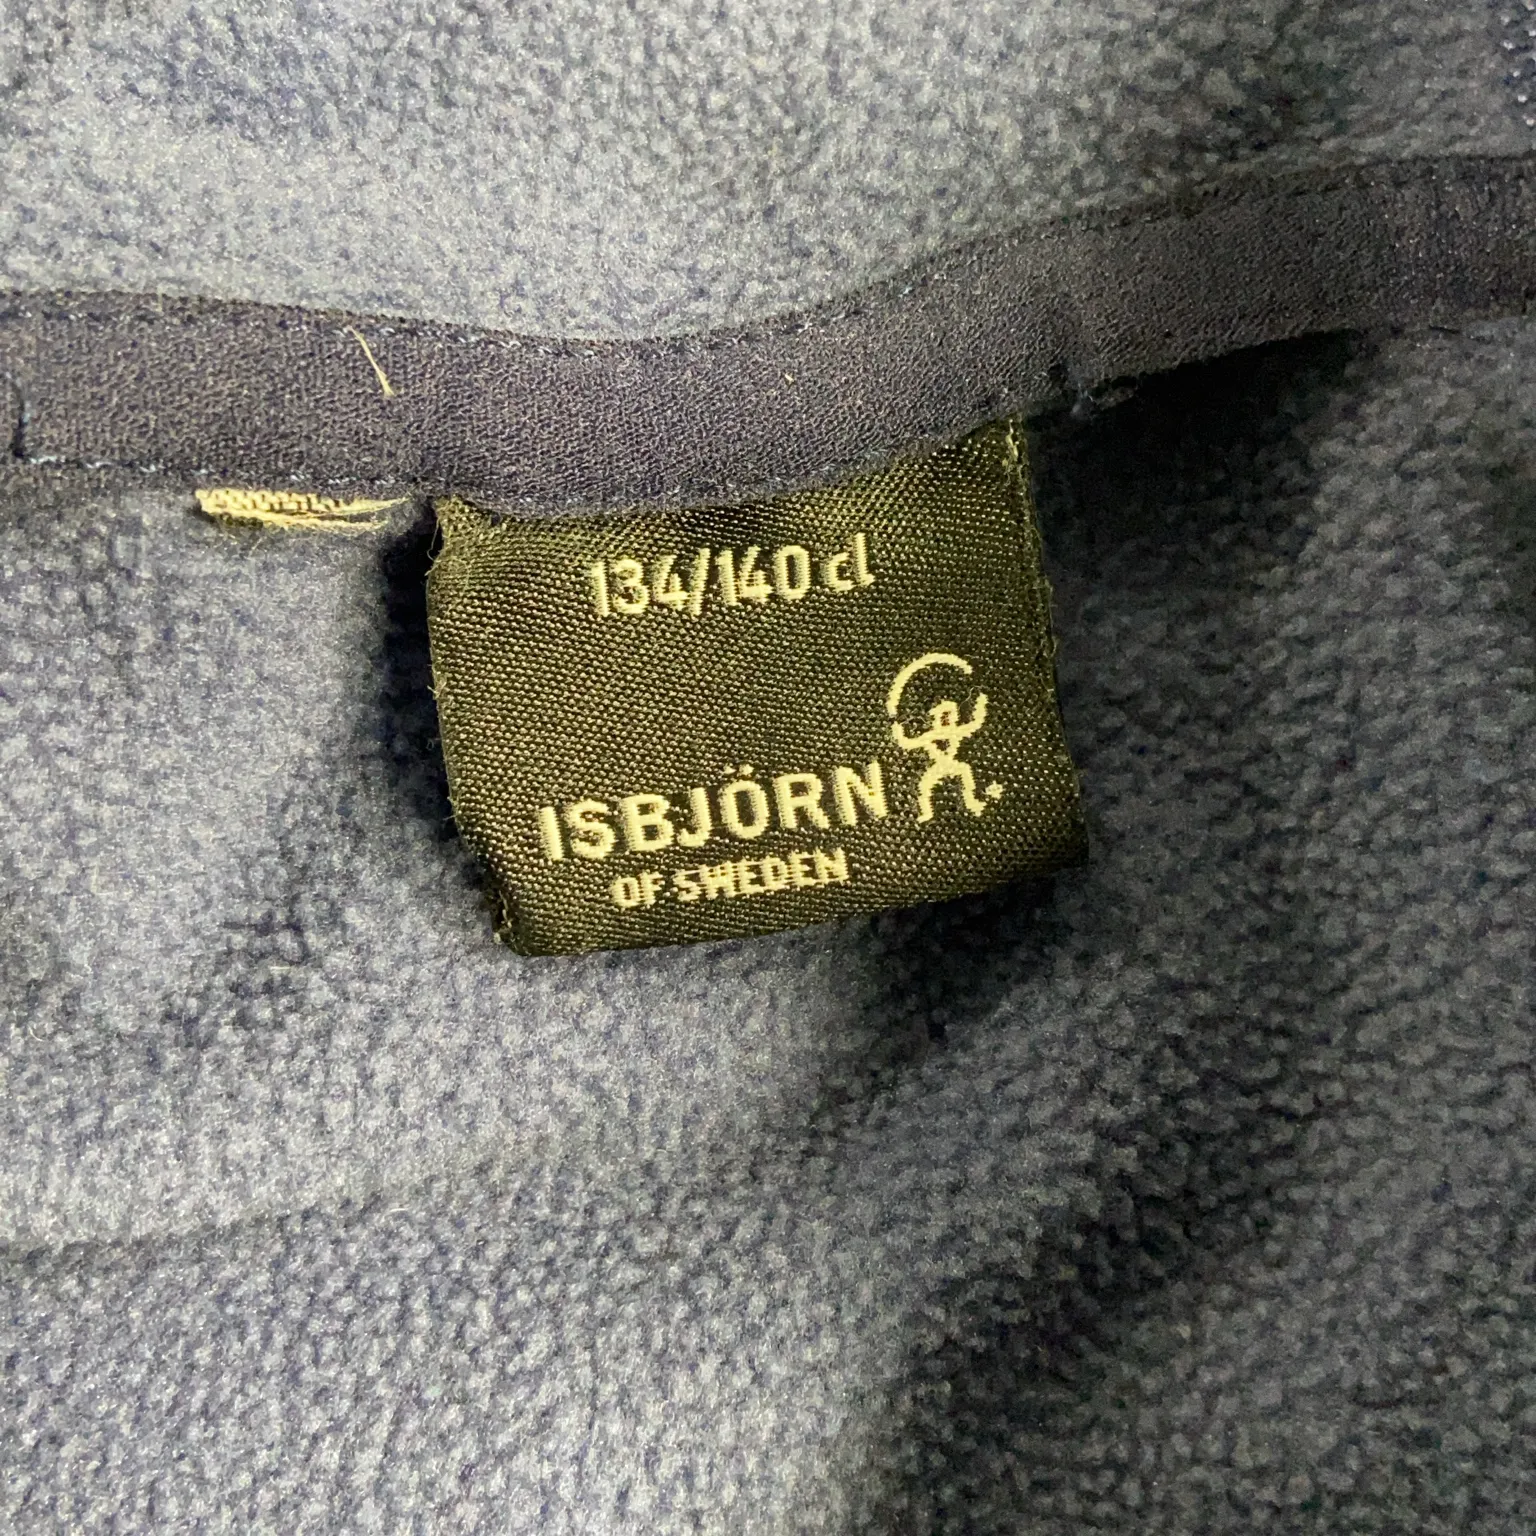 134/140 cl
ISBJÖRN
OF SWEDEN